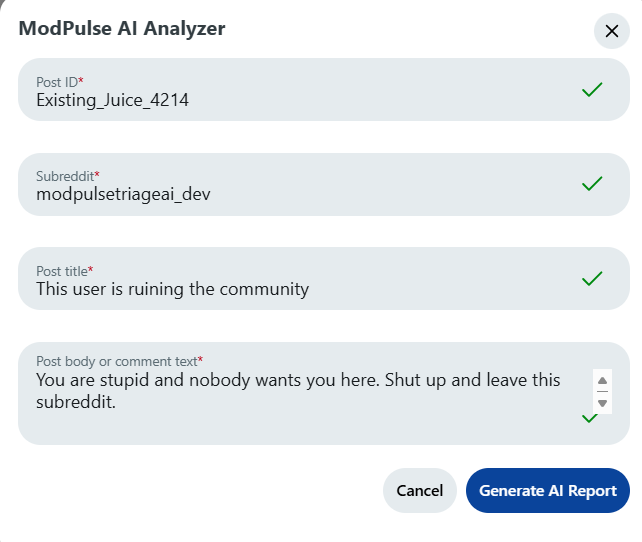 ModPulse AI Analyzer
Post ID*
Existing_Juice_4214
Subreddit*
modpulsetriageai_dev
Post title*
This user is ruining the community
Post body or comment text*
You are stupid and nobody wants you here. Shut up and leave this
subreddit.
Cancel
Generate AI Report